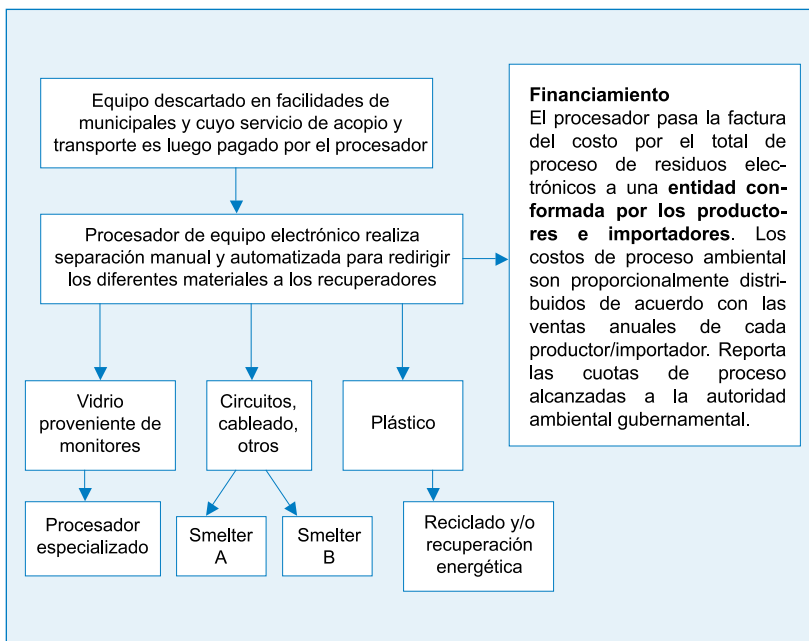 Equipo descartado en facilidades de
municipales y cuyo servicio de acopio y
transporte es luego pagado por el procesador
Procesador de equipo electrónico realiza
separación manual y automatizada para redirigir
los diferentes materiales a los recuperadores
Financiamiento
El procesador pasa la factura
del costo por el total de
proceso de residuos elec-
trónicos a una entidad con-
formada por los producto-
res e importadores. Los
costos de proceso ambiental
son proporcionalmente distri-
buidos de acuerdo con las
ventas anuales de cada
productor/importador. Reporta
las cuotas de proceso
alcanzadas a la autoridad
ambiental gubernamental.
Vidrio
proveniente de
monitores
Circuitos,
cableado,
otros
Plástico
Procesador
especializado
Smelter
A
Smelter
B
Reciclado y/o
recuperación
energética